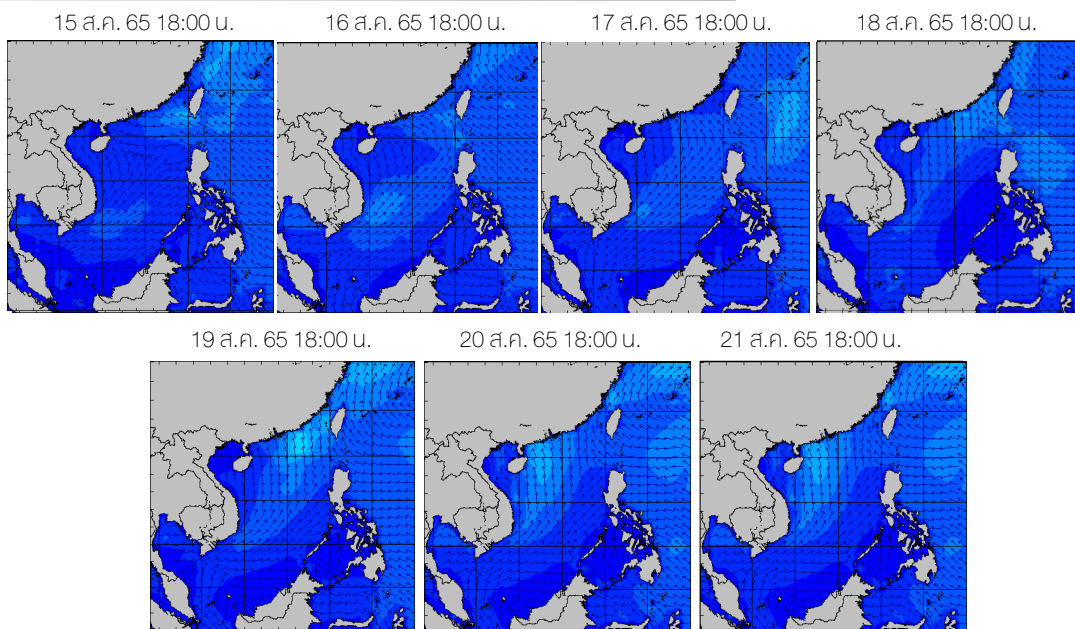 15 ส.ค. 65 18:00 น.
16 ส.ค. 65 18:00 น.
17 ส.ค. 65 18:00 น.
18 ส.ค. 65 18:00 น.
19 ส.ค. 65 18:00 น.
20 ส.ค. 65 18:00 น.
21 ส.ค. 65 18:00 น.